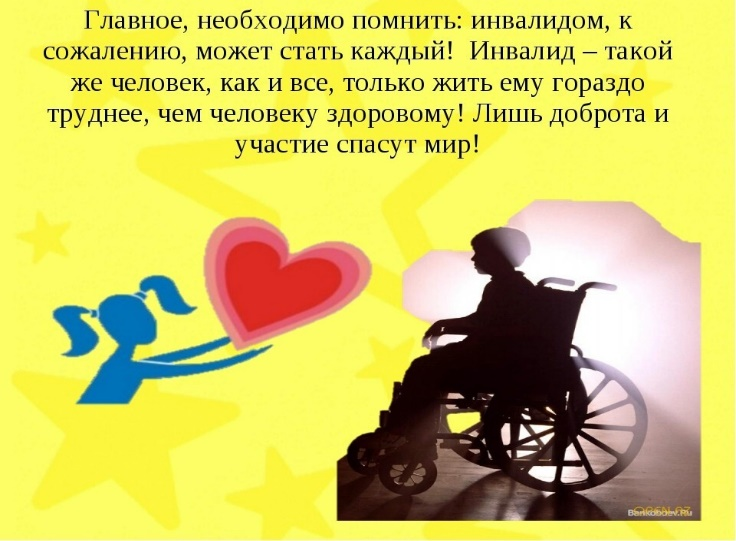 Главное, необходимо помнить: инвалидом, к
сожалению, может стать каждый! Инвалид – такой
же человек, как и все, только жить ему гораздо
труднее, чем человеку здоровому! Лишь доброта и
участие спасут мир!
Bankoboev.Ru